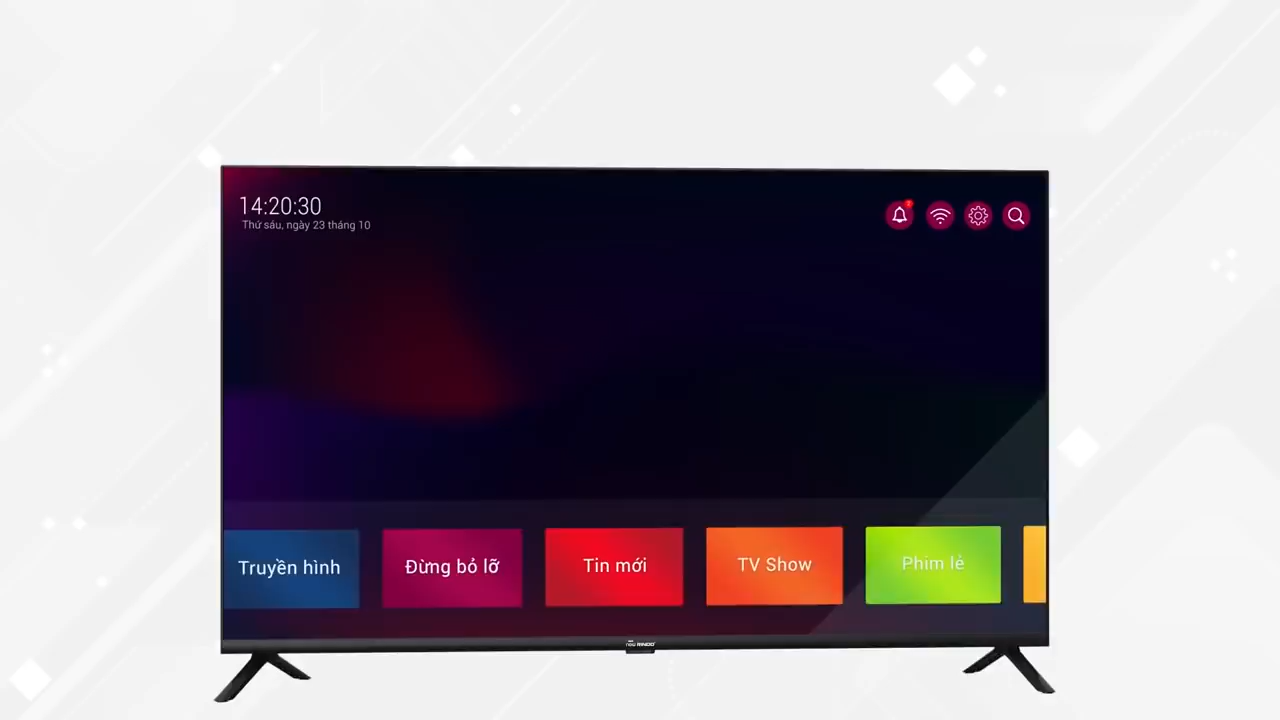 14:20:30
Thứ sáu, ngày 23 tháng 10
Truyền hình
Đừng bỏ lỡ
Tin mới
TV Show
Phim lẻ